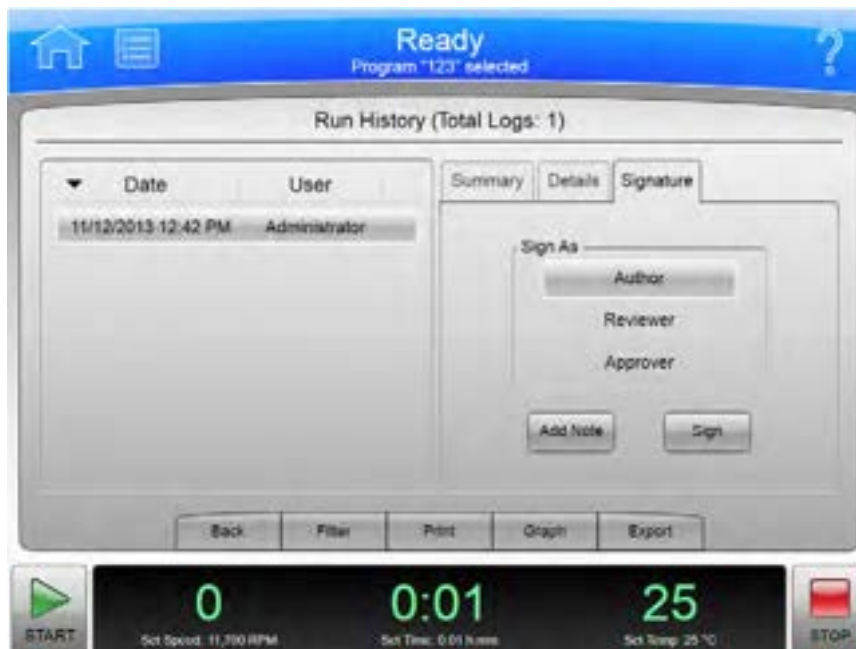 Ready
Program "123" selected
?
Run History (Total Logs: 1)
Date User
11/12/2013 12:42 PM Administrator
Summary Details Signature
Sign As
Author
Reviewer
Approver
Add Note Sign
Back Filter Print Graph Export
START
0 0:01 25
Set Speed: 11,700 RPM Set Time: 0:01 h:mm Set Temp: 25 °C
STOP